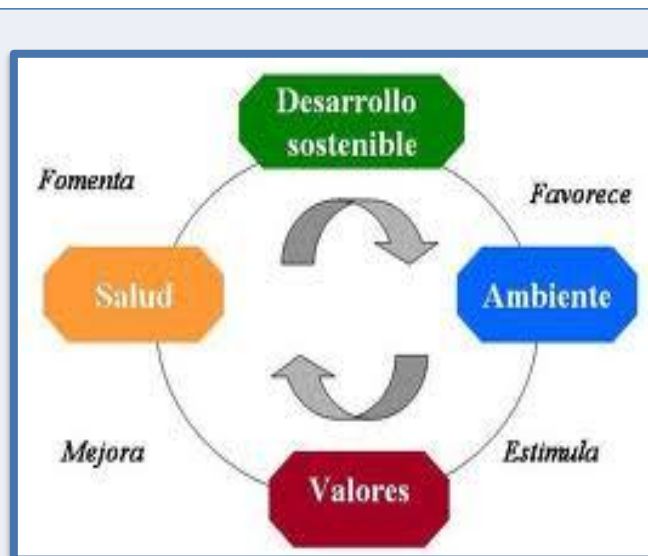 Desarrollo
sostenible
Fomenta
Favorece
Salud
Ambiente
Mejora
Estimula
Valores